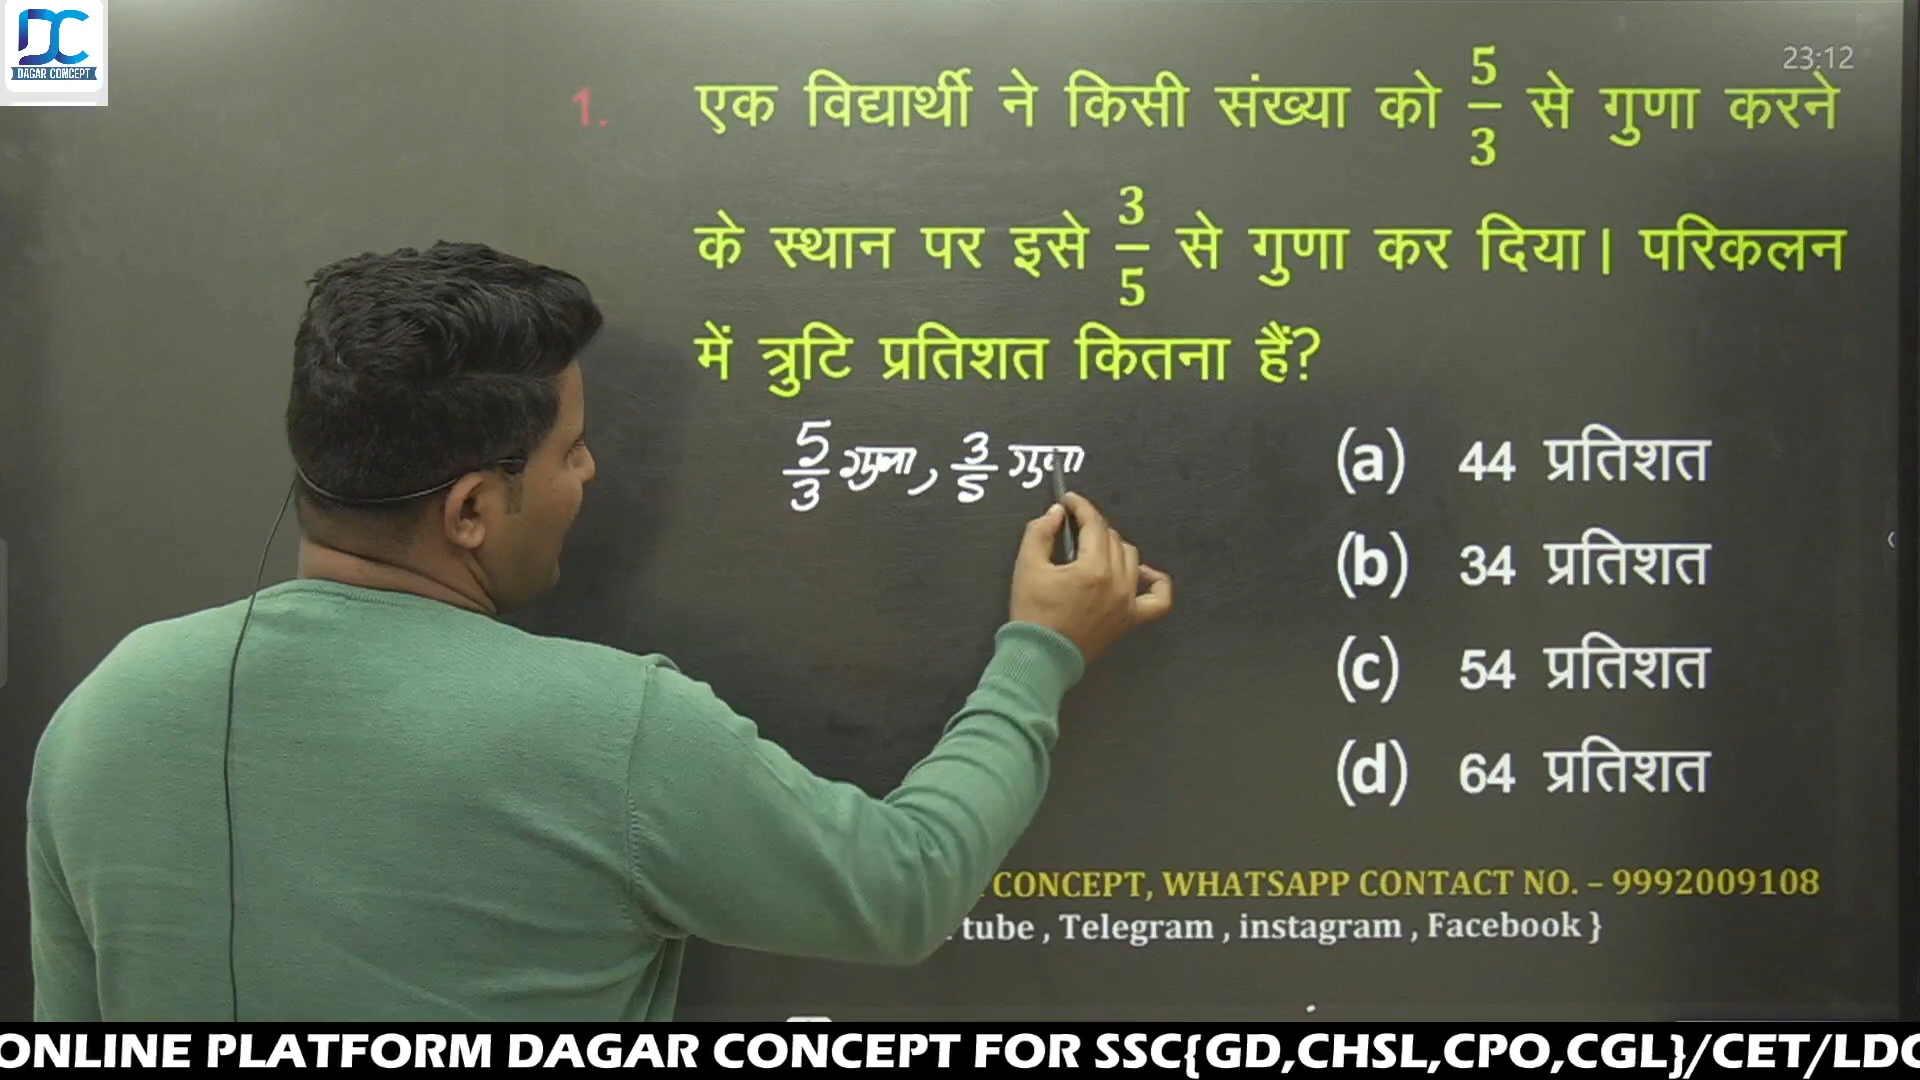 DC
DAGAR CONCEPT
23:12
1. एक विद्यार्थी ने किसी संख्या को 5/3 से गुणा करने
के स्थान पर इसे 3/5 से गुणा कर दिया। परिकलन
में त्रुटि प्रतिशत कितना हैं?
5/3 गुणा, 3/5 गुणा
(a) 44 प्रतिशत
(b) 34 प्रतिशत
(c) 54 प्रतिशत
(d) 64 प्रतिशत
CONCEPT, WHATSAPP CONTACT NO. – 9992009108
tube , Telegram , instagram , Facebook }
ONLINE PLATFORM DAGAR CONCEPT FOR SSC{GD,CHSL,CPO,CGL}/CET/LDC